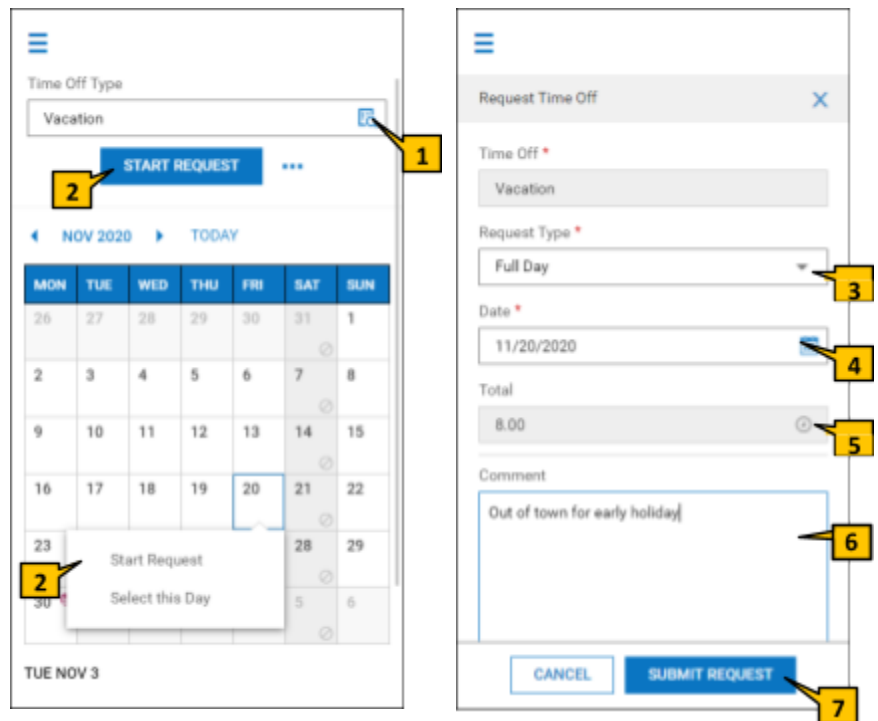 Time Off Type
Vacation
1
START REQUEST
2
NOV 2020 TODAY
MON TUE WED THU FRI SAT SUN
26 27 28 29 30 31 1
2 3 4 5 6 7 8
9 10 11 12 13 14 15
16 17 18 19 20 21 22
23 28 29
Start Request
2
Select this Day
30 5 6
TUE NOV 3
Request Time Off
Time Off *
Vacation
Request Type *
Full Day
3
Date *
11/20/2020
4
Total
8.00
5
Comment
Out of town for early holiday
6
CANCEL SUBMIT REQUEST
7